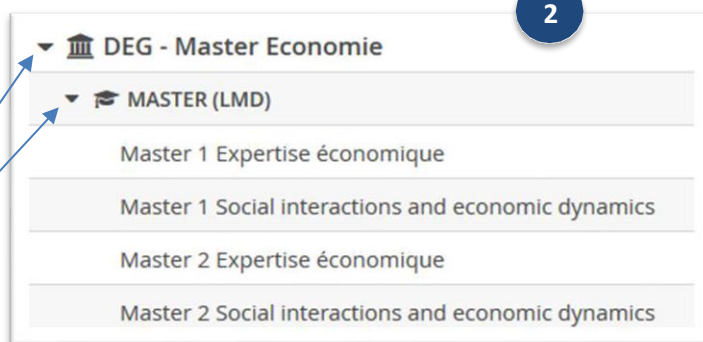 2
DEG - Master Economie
MASTER (LMD)
Master 1 Expertise économique
Master 1 Social interactions and economic dynamics
Master 2 Expertise économique
Master 2 Social interactions and economic dynamics